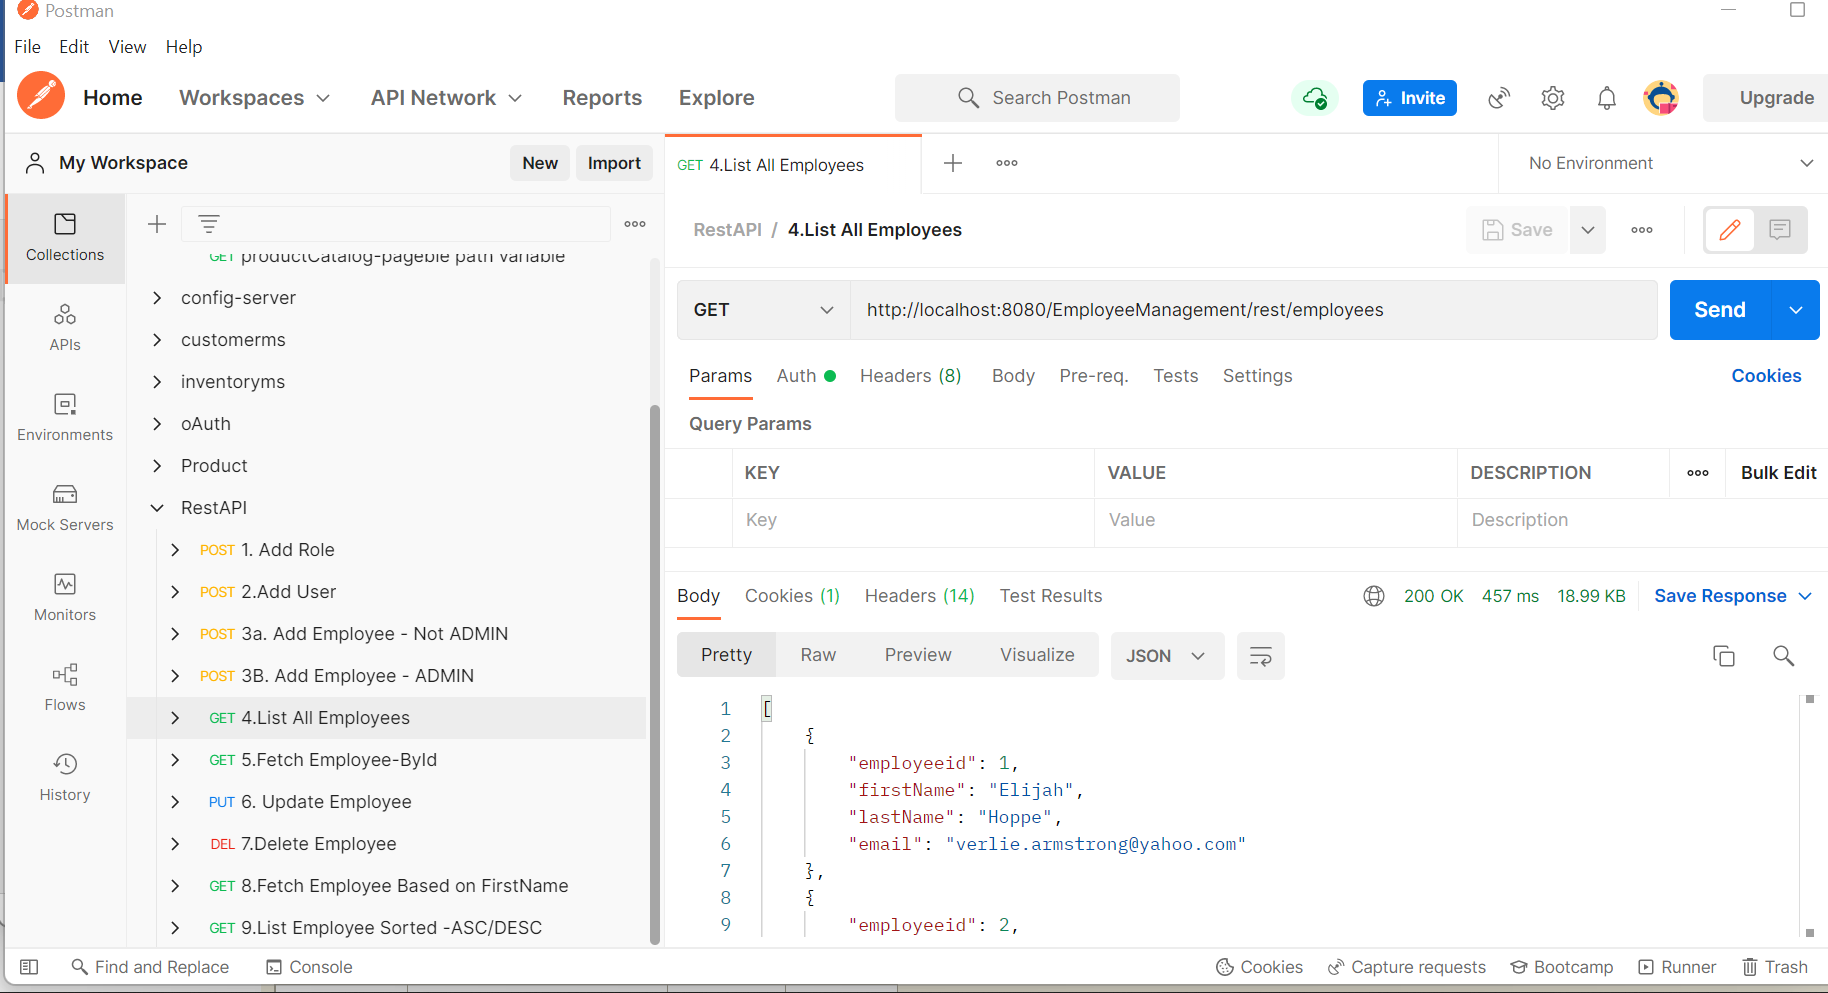 Postman
File Edit View Help
Home Workspaces API Network Reports Explore Search Postman Invite Upgrade
My Workspace New Import
GET 4.List All Employees No Environment
Collections
APIs
Environments
Mock Servers
Monitors
Flows
History
GET productCatalog-pageble path variable
config-server
customerms
inventoryms
oAuth
Product
RestAPI
POST 1. Add Role
POST 2.Add User
POST 3a. Add Employee - Not ADMIN
POST 3B. Add Employee - ADMIN
GET 4.List All Employees
GET 5.Fetch Employee-ById
PUT 6. Update Employee
DEL 7.Delete Employee
GET 8.Fetch Employee Based on FirstName
GET 9.List Employee Sorted -ASC/DESC
RestAPI / 4.List All Employees Save
GET http://localhost:8080/EmployeeManagement/rest/employees Send
Params Auth Headers (8) Body Pre-req. Tests Settings Cookies
Query Params
KEY VALUE DESCRIPTION Bulk Edit
Key Value Description
Body Cookies (1) Headers (14) Test Results 200 OK 457 ms 18.99 KB Save Response
Pretty Raw Preview Visualize JSON
1 [
2 {
3 "employeeid": 1,
4 "firstName": "Elijah",
5 "lastName": "Hoppe",
6 "email": "verlie.armstrong@yahoo.com"
7 },
8 {
9 "employeeid": 2,
Find and Replace Console Cookies Capture requests Bootcamp Runner Trash